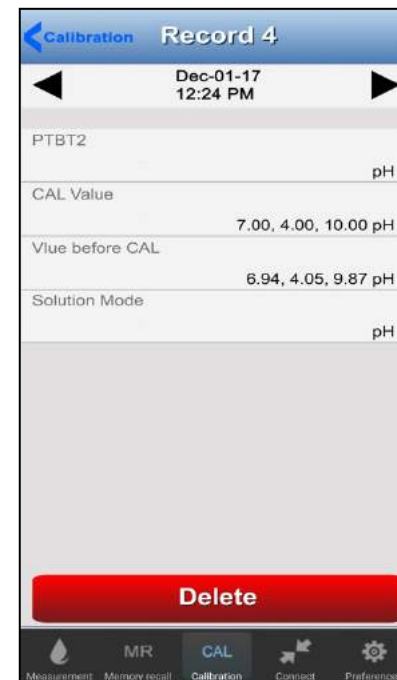 Calibration Record 4
Dec-01-17
12:24 PM
PTBT2
pH
CAL Value
7.00, 4.00, 10.00 pH
Vlue before CAL
6.94, 4.05, 9.87 pH
Solution Mode
pH
Delete
MR CAL
Measurement Memory recall Calibration Connect Preference